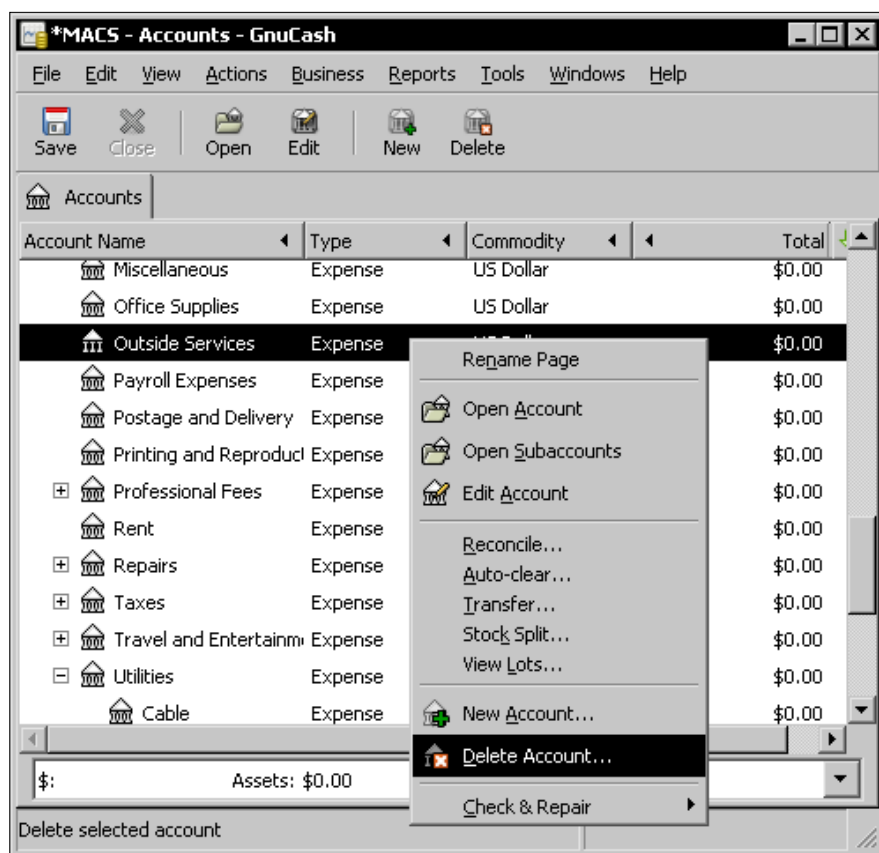 *MACS - Accounts - GnuCash
File Edit View Actions Business Reports Tools Windows Help
Save Close Open Edit New Delete
Accounts
Account Name Type Commodity Total
Miscellaneous Expense US Dollar $0.00
Office Supplies Expense US Dollar $0.00
Outside Services Expense $0.00
Rename Page
Payroll Expenses Expense $0.00
Open Account
Postage and Delivery Expense $0.00
Open Subaccounts
Printing and Reproduct Expense $0.00
Edit Account
Professional Fees Expense $0.00
Rent Expense $0.00
Reconcile...
Repairs Expense $0.00
Auto-clear...
Taxes Expense $0.00
Transfer...
Stock Split...
Travel and Entertainm Expense $0.00
View Lots...
Utilities Expense $0.00
New Account...
Cable Expense $0.00
Delete Account...
$: Assets: $0.00
Check & Repair
Delete selected account